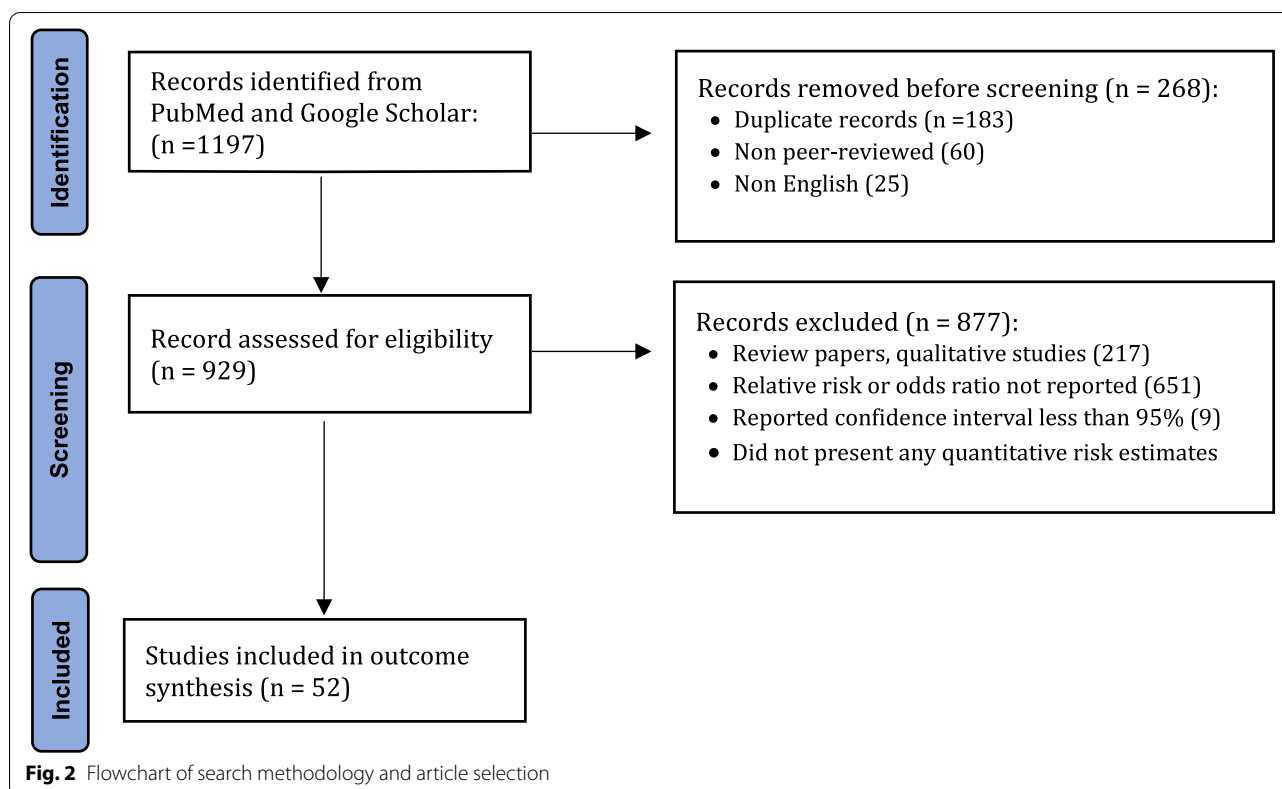 Identification
Records identified from
PubMed and Google Scholar:
(n =1197)
Records removed before screening (n = 268):
• Duplicate records (n =183)
• Non peer-reviewed (60)
• Non English (25)
Screening
Record assessed for eligibility
(n = 929)
Records excluded (n = 877):
• Review papers, qualitative studies (217)
• Relative risk or odds ratio not reported (651)
• Reported confidence interval less than 95% (9)
• Did not present any quantitative risk estimates
Included
Studies included in outcome
synthesis (n = 52)
Fig. 2 Flowchart of search methodology and article selection